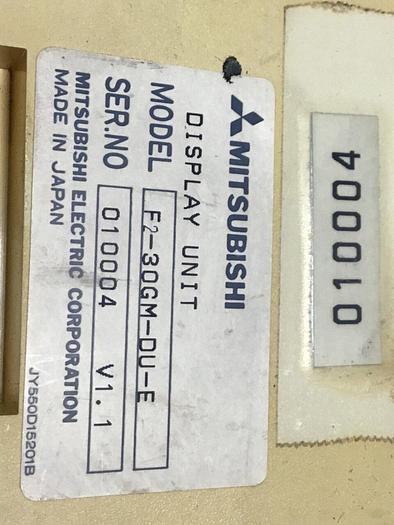 MITSUBISHI
DISPLAY UNIT
MODEL F2-30GM-DU-E
SER.NO 010004 V1.1
MITSUBISHI ELECTRIC CORPORATION
MADE IN JAPAN
JY550D15201B
010004